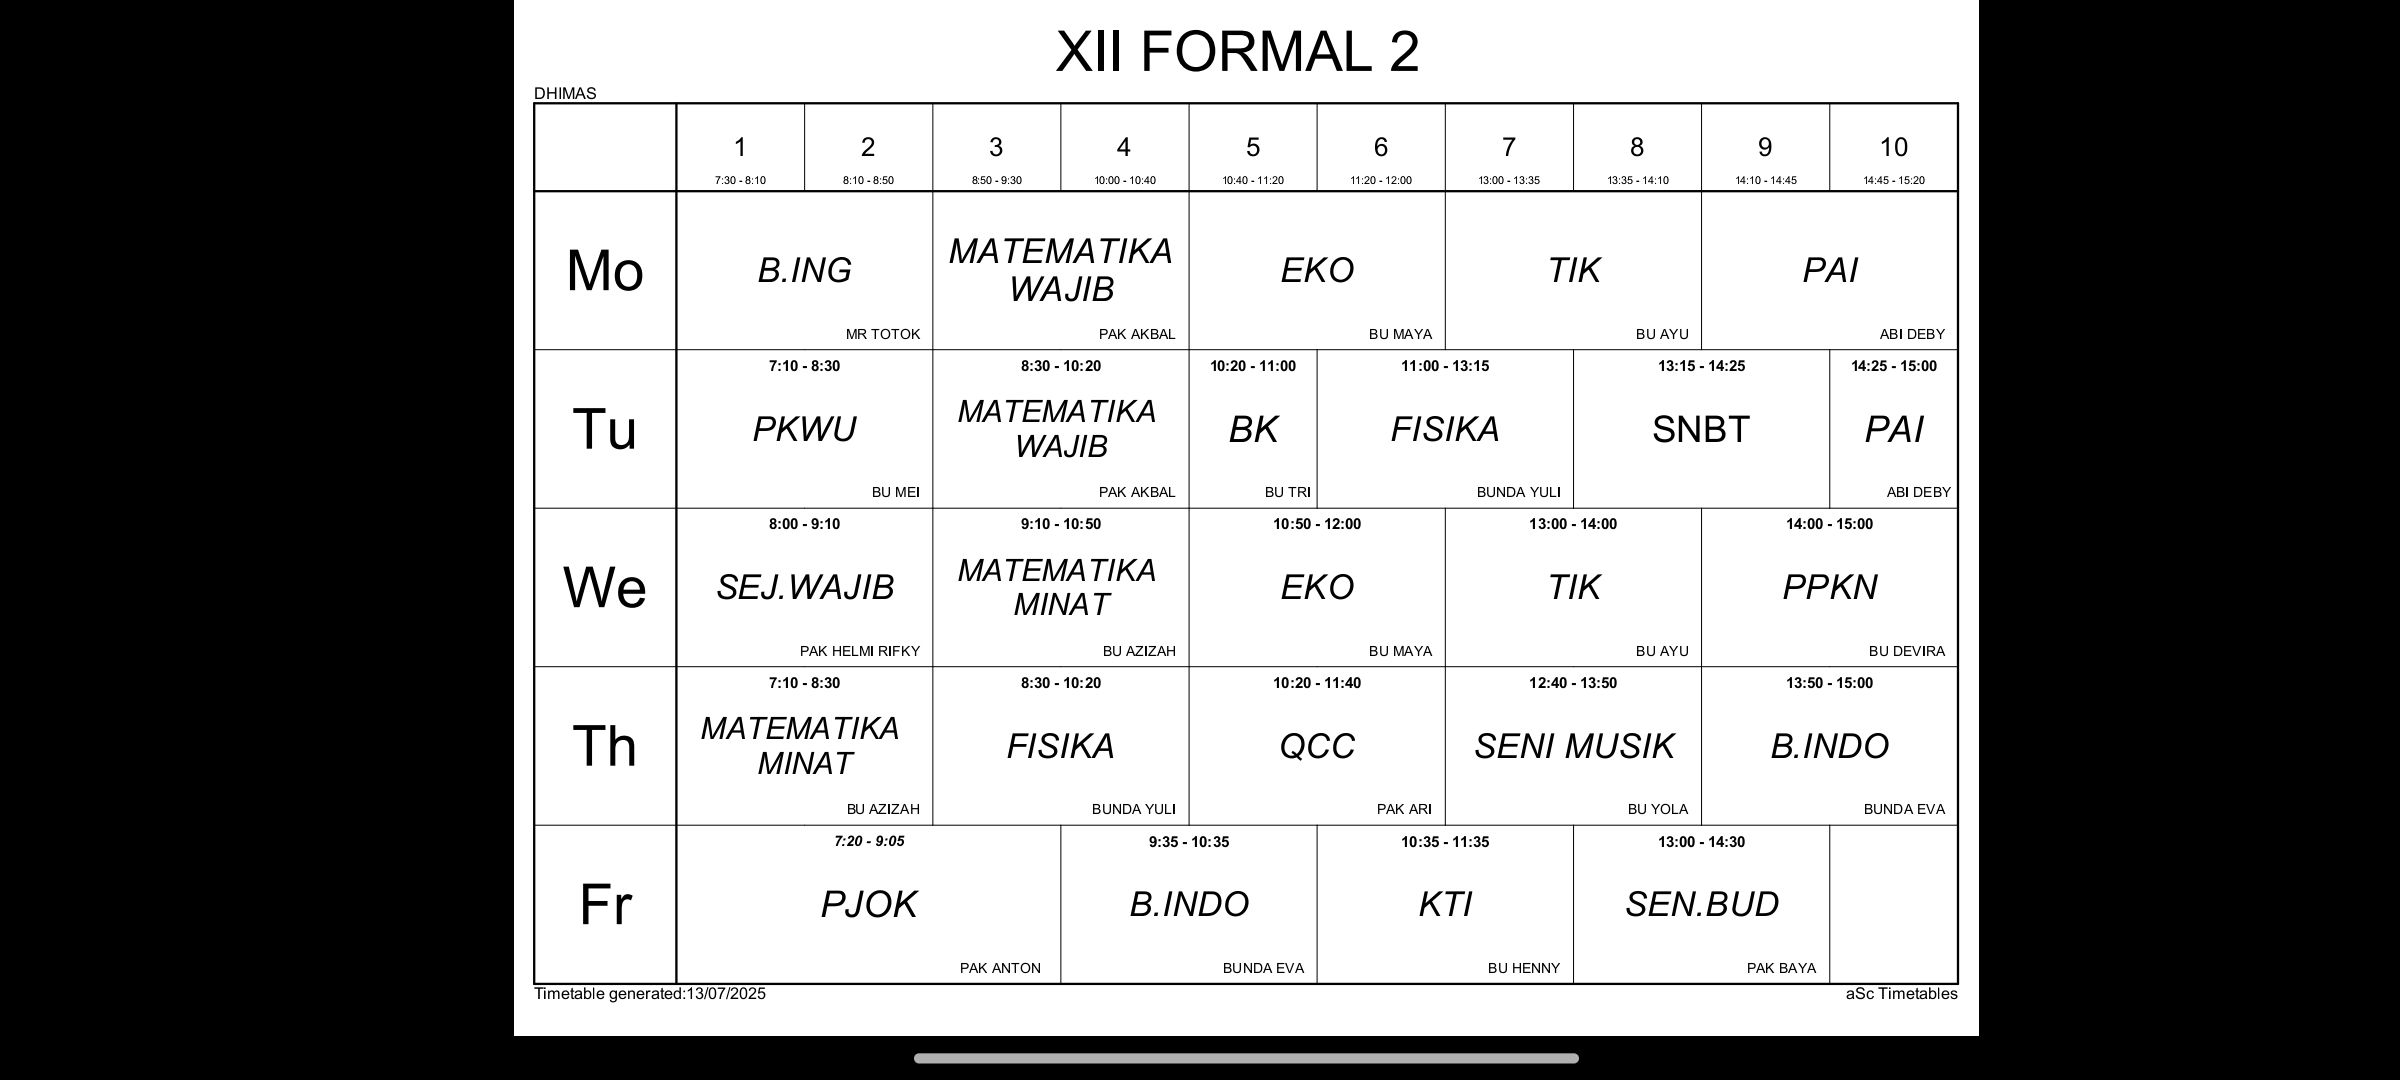 XII FORMAL 2
DHIMAS
1 2 3 4 5 6 7 8 9 10
7:30 - 8:10 8:10 - 8:50 8:50 - 9:30 10:00 - 10:40 10:40 - 11:20 11:20 - 12:00 13:00 - 13:35 13:35 - 14:10 14:10 - 14:45 14:45 - 15:20
Mo
B.ING
MR TOTOK
MATEMATIKA
WAJIB
PAK AKBAL
EKO
BU MAYA
TIK
BU AYU
PAI
ABI DEBY
Tu
7:10 - 8:30
PKWU
BU MEI
8:30 - 10:20
MATEMATIKA
WAJIB
PAK AKBAL
10:20 - 11:00
BK
BU TRI
11:00 - 13:15
FISIKA
BUNDA YULI
13:15 - 14:25
SNBT
14:25 - 15:00
PAI
ABI DEBY
We
8:00 - 9:10
SEJ.WAJIB
PAK HELMI RIFKY
9:10 - 10:50
MATEMATIKA
MINAT
BU AZIZAH
10:50 - 12:00
EKO
BU MAYA
13:00 - 14:00
TIK
BU AYU
14:00 - 15:00
PPKN
BU DEVIRA
Th
7:10 - 8:30
MATEMATIKA
MINAT
BU AZIZAH
8:30 - 10:20
FISIKA
BUNDA YULI
10:20 - 11:40
QCC
PAK ARI
12:40 - 13:50
SENI MUSIK
BU YOLA
13:50 - 15:00
B.INDO
BUNDA EVA
Fr
7:20 - 9:05
PJOK
PAK ANTON
9:35 - 10:35
B.INDO
BUNDA EVA
10:35 - 11:35
KTI
BU HENNY
13:00 - 14:30
SEN.BUD
PAK BAYA
Timetable generated:13/07/2025
aSc Timetables